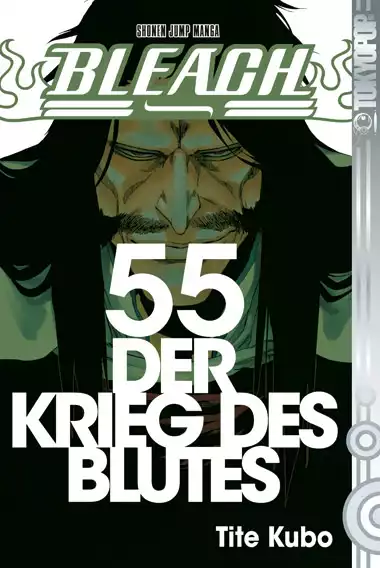 SHONEN JUMP MANGA
BLEACH
TOKYOPOP
55
DER
KRIEG DES
BLUTES
Tite Kubo